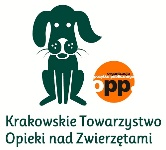 opp
Krakowskie Towarzystwo
Opieki nad Zwierzętami